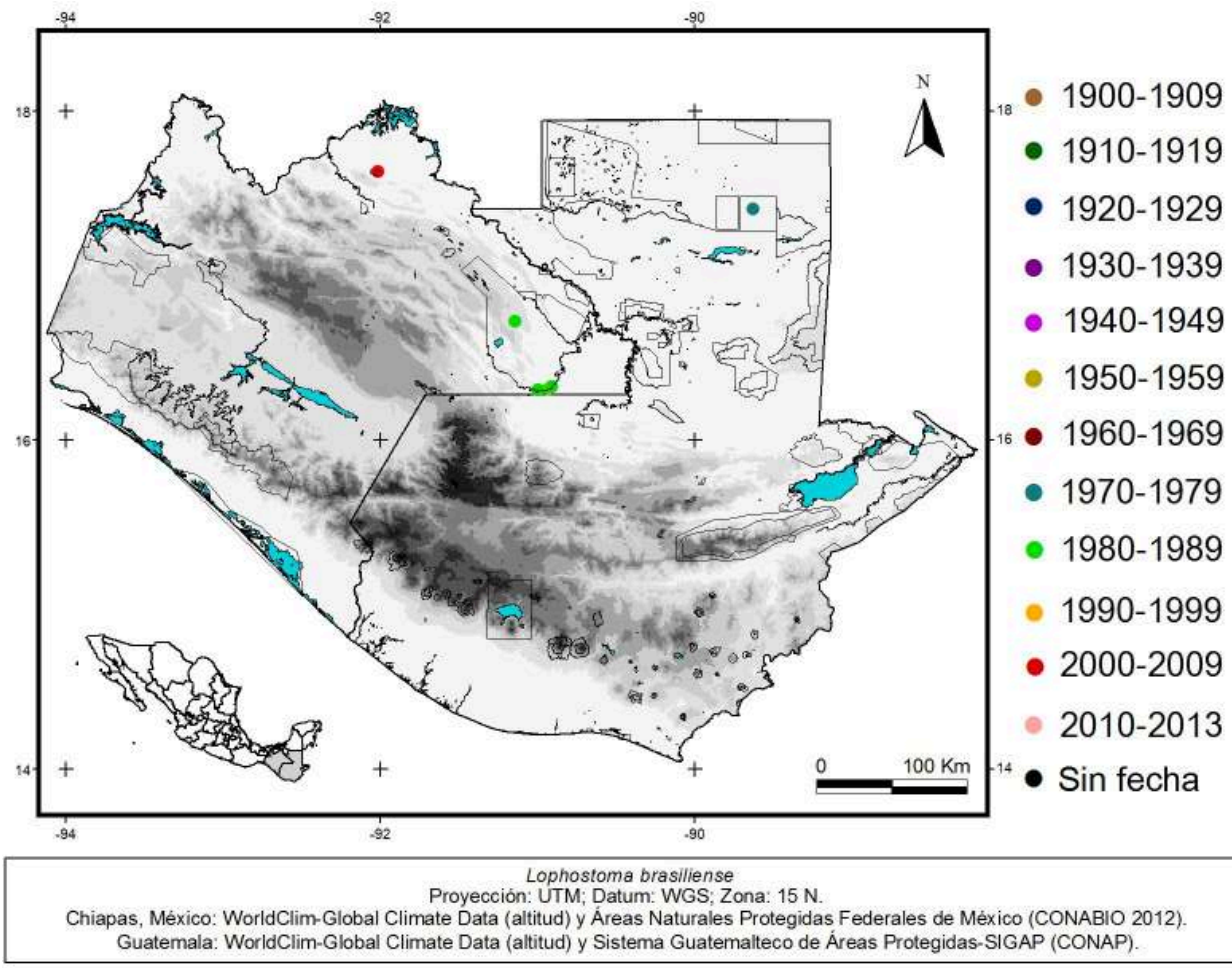 -94 -92 -90
N
18 18
16 16
14 14
0 100 Km
-94 -92 -90
1900-1909
1910-1919
1920-1929
1930-1939
1940-1949
1950-1959
1960-1969
1970-1979
1980-1989
1990-1999
2000-2009
2010-2013
Sin fecha
Lophostoma brasiliense
Proyección: UTM; Datum: WGS; Zona: 15 N.
Chiapas, México: WorldClim-Global Climate Data (altitud) y Áreas Naturales Protegidas Federales de México (CONABIO 2012).
Guatemala: WorldClim-Global Climate Data (altitud) y Sistema Guatemalteco de Áreas Protegidas-SIGAP (CONAP).